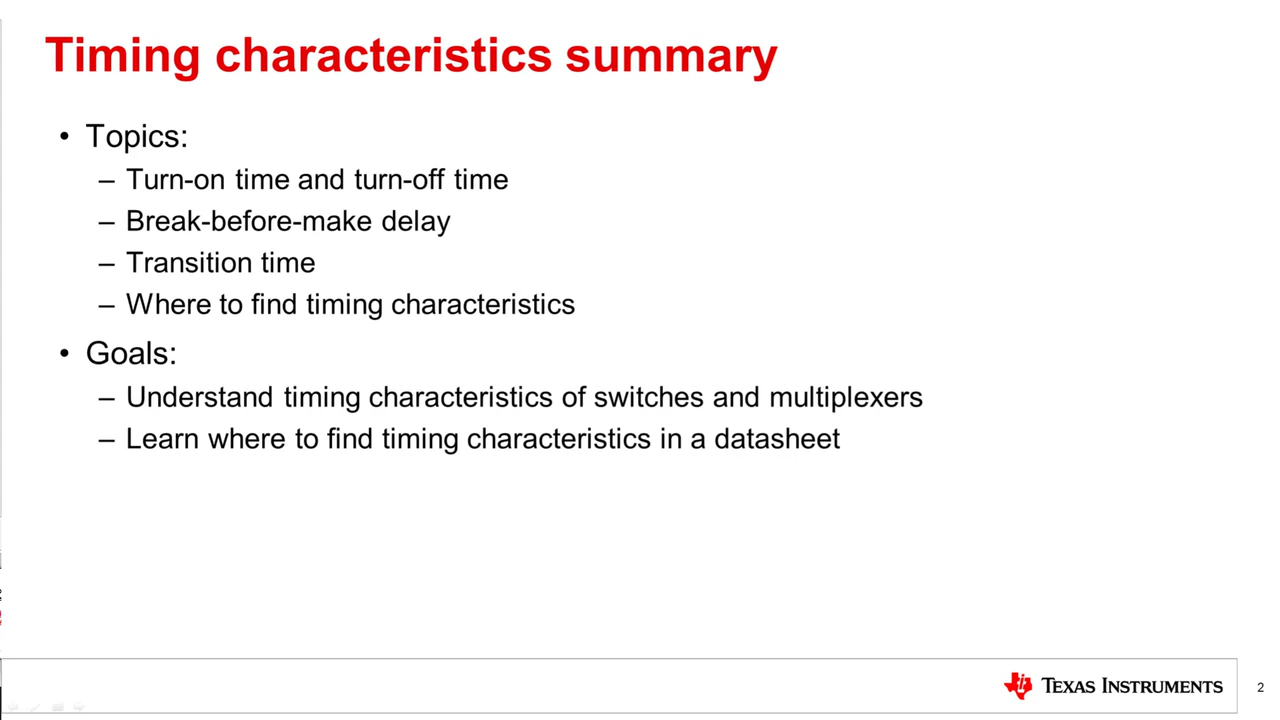 Timing characteristics summary
• Topics:
– Turn-on time and turn-off time
– Break-before-make delay
– Transition time
– Where to find timing characteristics
• Goals:
– Understand timing characteristics of switches and multiplexers
– Learn where to find timing characteristics in a datasheet
TEXAS INSTRUMENTS
2